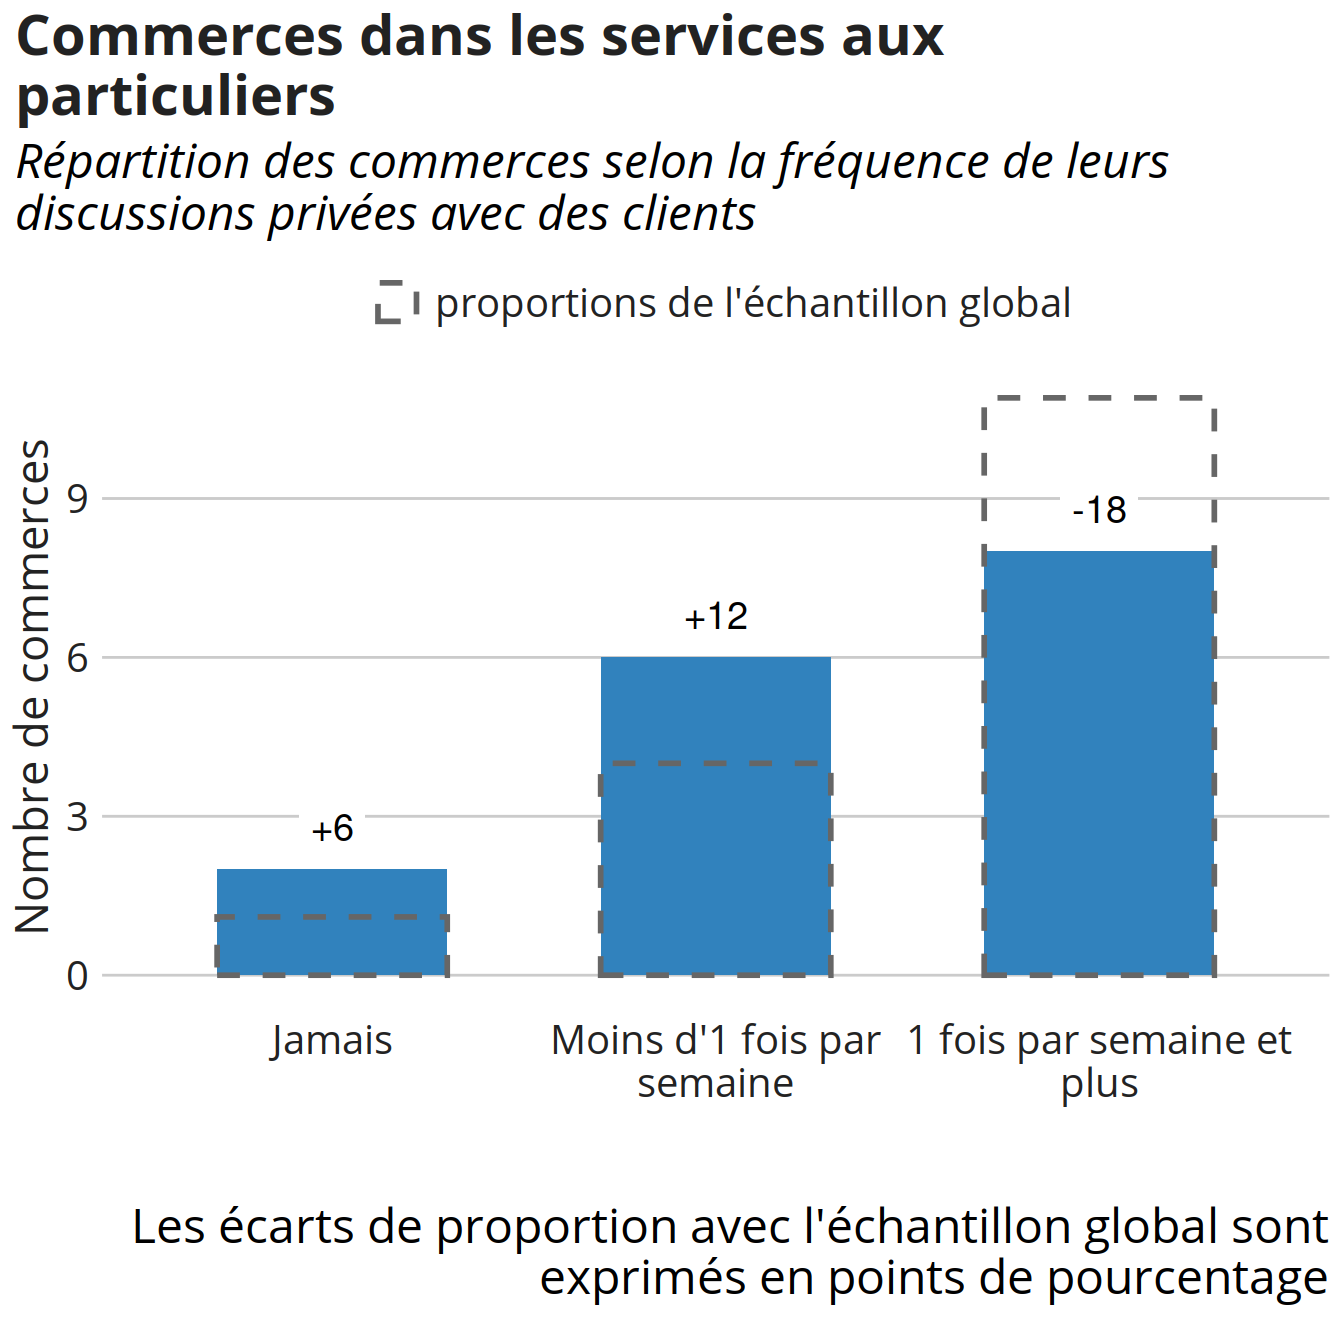 Commerces dans les services aux
particuliers
Répartition des commerces selon la fréquence de leurs
discussions privées avec des clients
proportions de l'échantillon global
Nombre de commerces
9
6
3
0
+6
+12
-18
Jamais
Moins d'1 fois par
semaine
1 fois par semaine et
plus
Les écarts de proportion avec l'échantillon global sont
exprimés en points de pourcentage